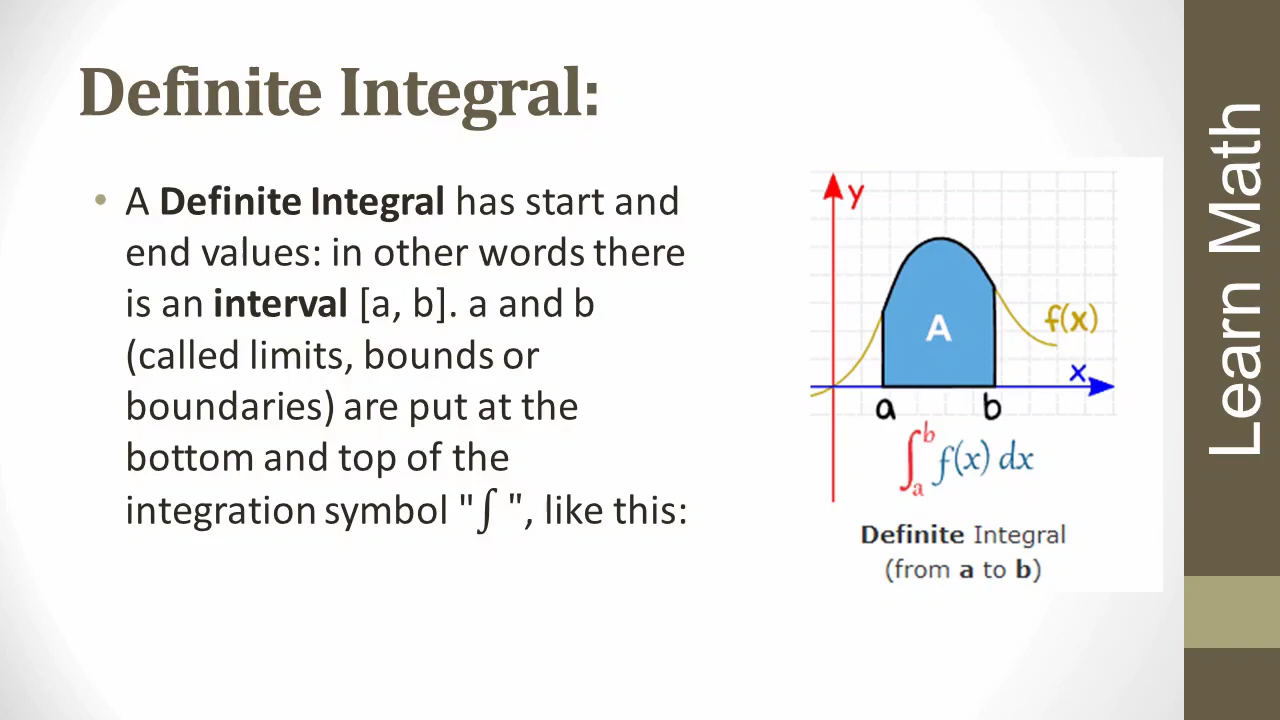 Definite Integral:
• A Definite Integral has start and
end values: in other words there
is an interval [a, b]. a and b
(called limits, bounds or
boundaries) are put at the
bottom and top of the
integration symbol "∫ ", like this:
y
A
f(x)
x
a b
∫ₐᵇ f(x) dx
Definite Integral
(from a to b)
Learn Math